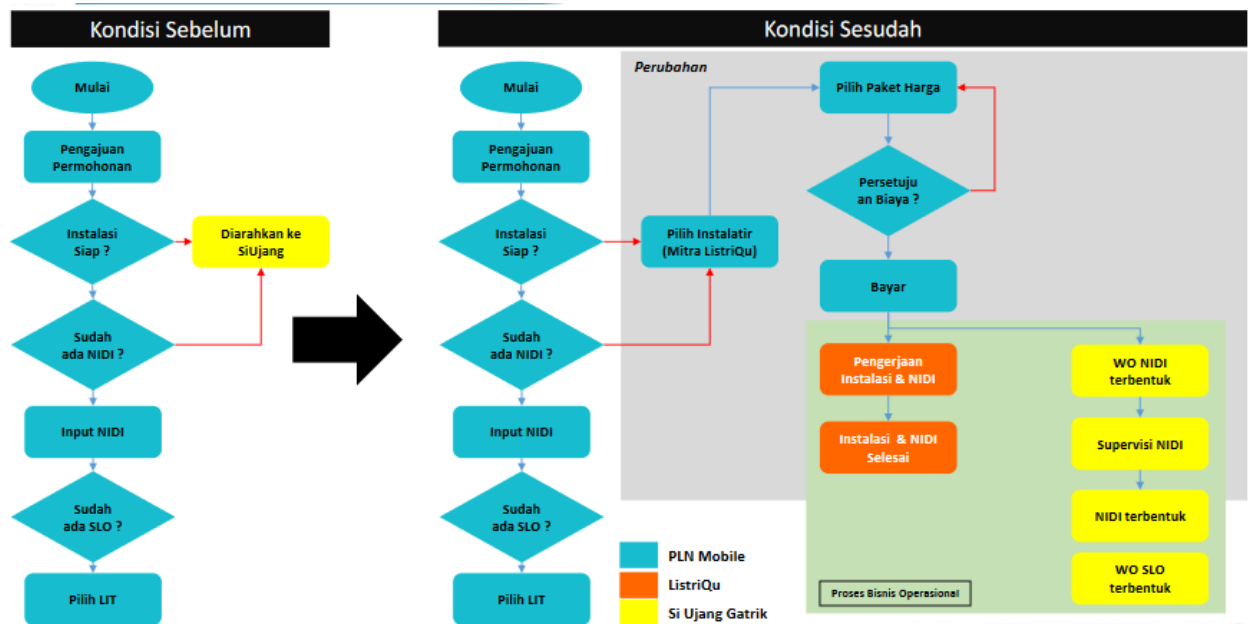 Kondisi Sebelum
Mulai
Pengajuan
Permohonan
Instalasi
Siap ?
Diarahkan ke
SiUjang
Sudah
ada NIDI ?
Input NIDI
Sudah
ada SLO ?
Pilih LIT
Kondisi Sesudah
Perubahan
Mulai
Pengajuan
Permohonan
Instalasi
Siap ?
Sudah
ada NIDI ?
Input NIDI
Sudah
ada SLO ?
Pilih LIT
Pilih Instalatir
(Mitra ListriQu)
Pilih Paket Harga
Persetuju
an Biaya ?
Bayar
Pengerjaan
Instalasi & NIDI
Instalasi & NIDI
Selesai
WO NIDI
terbentuk
Supervisi NIDI
NIDI terbentuk
WO SLO
terbentuk
Proses Bisnis Operasional
PLN Mobile
ListriQu
Si Ujang Gatrik